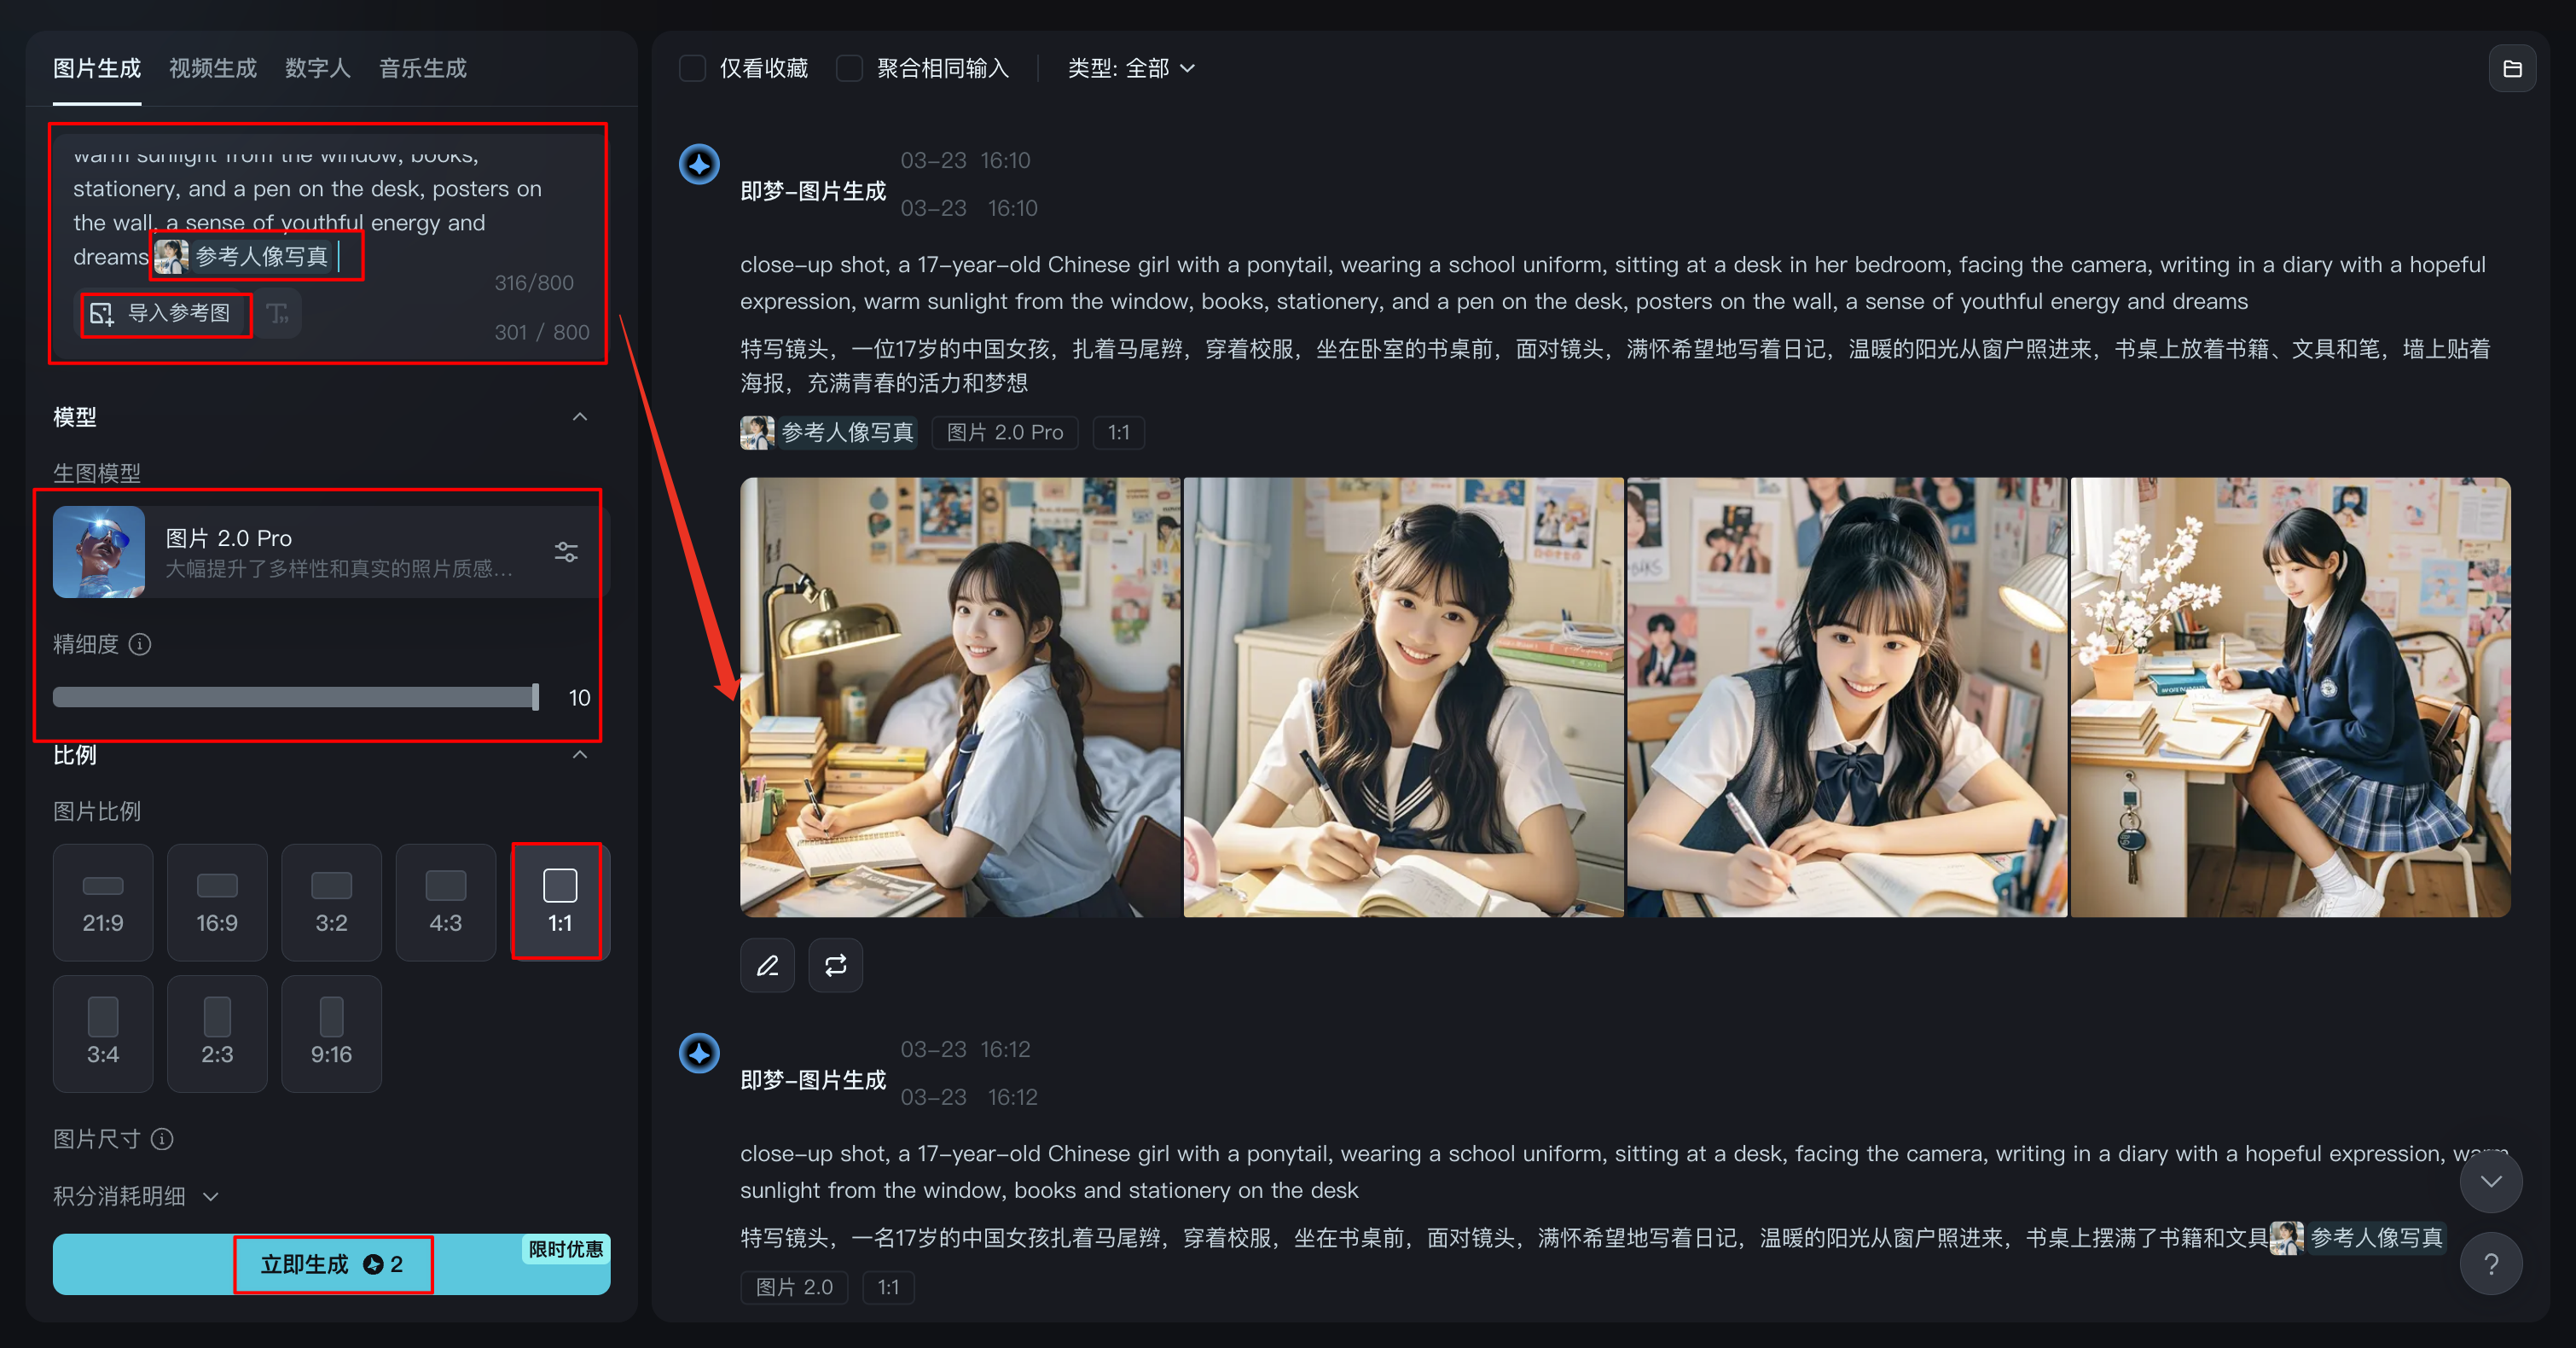 图片生成 视频生成 数字人 音乐生成
warm sunlight from the window, books,
stationery, and a pen on the desk, posters on
the wall, a sense of youthful energy and
dreams 参考人像写真
316/800
导入参考图
301 / 800
模型
生图模型
图片 2.0 Pro
大幅提升了多样性和真实的照片质感...
精细度
10
比例
图片比例
21:9 16:9 3:2 4:3 1:1
3:4 2:3 9:16
图片尺寸
积分消耗明细
限时优惠
立即生成 2
仅看收藏 聚合相同输入 类型: 全部
03-23 16:10
即梦-图片生成
03-23 16:10
close-up shot, a 17-year-old Chinese girl with a ponytail, wearing a school uniform, sitting at a desk in her bedroom, facing the camera, writing in a diary with a hopeful
expression, warm sunlight from the window, books, stationery, and a pen on the desk, posters on the wall, a sense of youthful energy and dreams
特写镜头，一位17岁的中国女孩，扎着马尾辫，穿着校服，坐在卧室的书桌前，面对镜头，满怀希望地写着日记，温暖的阳光从窗户照进来，书桌上放着书籍、文具和笔，墙上贴着
海报，充满青春的活力和梦想
参考人像写真 图片 2.0 Pro 1:1
03-23 16:12
即梦-图片生成
03-23 16:12
close-up shot, a 17-year-old Chinese girl with a ponytail, wearing a school uniform, sitting at a desk, facing the camera, writing in a diary with a hopeful expression, warm
sunlight from the window, books and stationery on the desk
特写镜头，一名17岁的中国女孩扎着马尾辫，穿着校服，坐在书桌前，面对镜头，满怀希望地写着日记，温暖的阳光从窗户照进来，书桌上摆满了书籍和文具 参考人像写真
图片 2.0 1:1
?